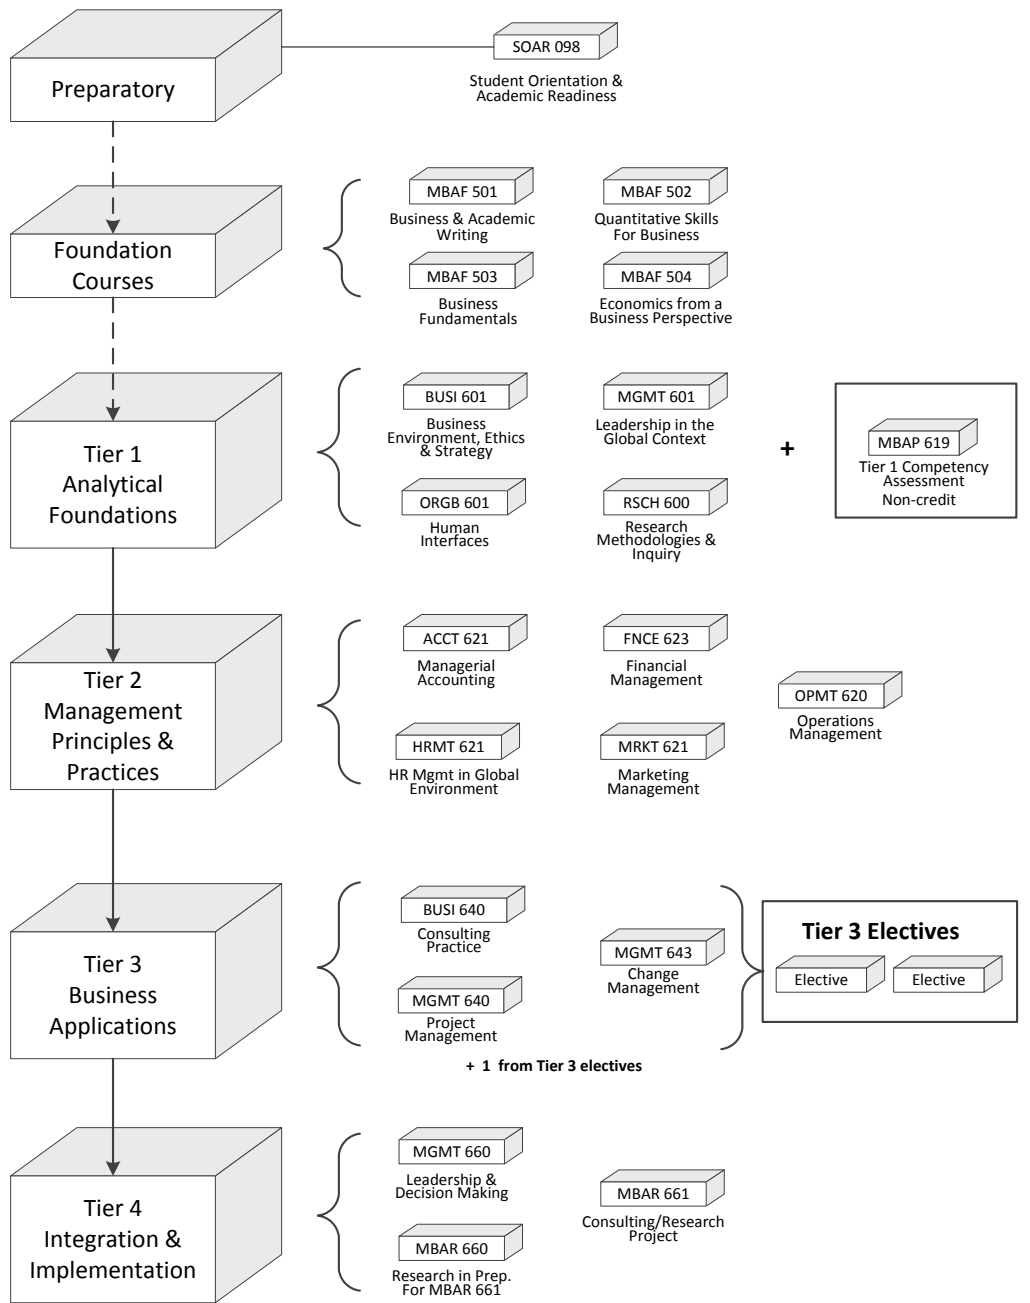 Preparatory
SOAR 098
Student Orientation &
Academic Readiness
Foundation
Courses
MBAF 501
Business & Academic
Writing
MBAF 502
Quantitative Skills
For Business
MBAF 503
Business
Fundamentals
MBAF 504
Economics from a
Business Perspective
Tier 1
Analytical
Foundations
BUSI 601
Business
Environment, Ethics
& Strategy
MGMT 601
Leadership in the
Global Context
ORGB 601
Human
Interfaces
RSCH 600
Research
Methodologies &
Inquiry
+
MBAP 619
Tier 1 Competency
Assessment
Non-credit
Tier 2
Management
Principles &
Practices
ACCT 621
Managerial
Accounting
FNCE 623
Financial
Management
HRMT 621
HR Mgmt in Global
Environment
MRKT 621
Marketing
Management
OPMT 620
Operations
Management
Tier 3
Business
Applications
BUSI 640
Consulting
Practice
MGMT 643
Change
Management
MGMT 640
Project
Management
+ 1 from Tier 3 electives
Tier 3 Electives
Elective
Elective
Tier 4
Integration &
Implementation
MGMT 660
Leadership &
Decision Making
MBAR 661
Consulting/Research
Project
MBAR 660
Research in Prep.
For MBAR 661